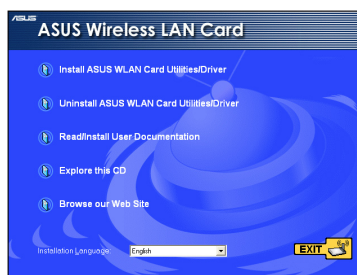 ASUS
ASUS Wireless LAN Card
Install ASUS WLAN Card Utilities/Driver
Uninstall ASUS WLAN Card Utilities/Driver
Read/Install User Documentation
Explore this CD
Browse our Web Site
Installation Language: English
EXIT